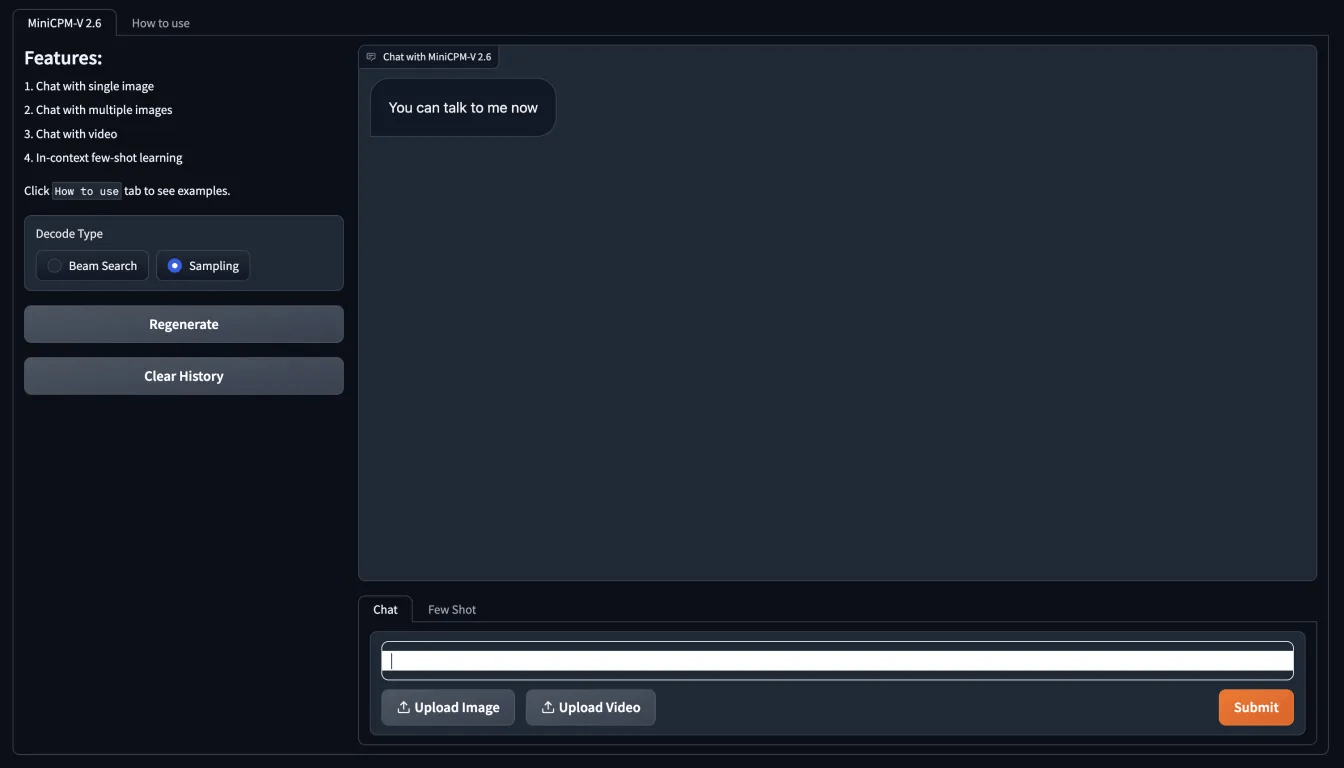 MiniCPM-V 2.6
How to use
Features:
1. Chat with single image
2. Chat with multiple images
3. Chat with video
4. In-context few-shot learning
Click How to use tab to see examples.
Decode Type
Beam Search
Sampling
Regenerate
Clear History
Chat with MiniCPM-V 2.6
You can talk to me now
Chat
Few Shot
Upload Image
Upload Video
Submit